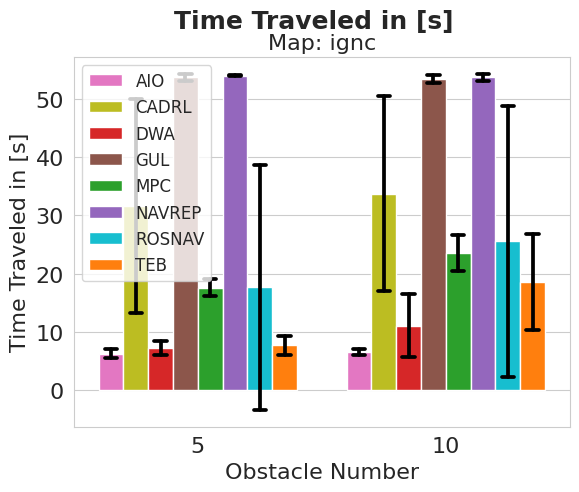 Time Traveled in [s]
Map: ignc
AIO
CADRL
DWA
GUL
MPC
NAVREP
ROSNAV
TEB
50
40
30
20
10
0
Time Traveled in [s]
5
10
Obstacle Number